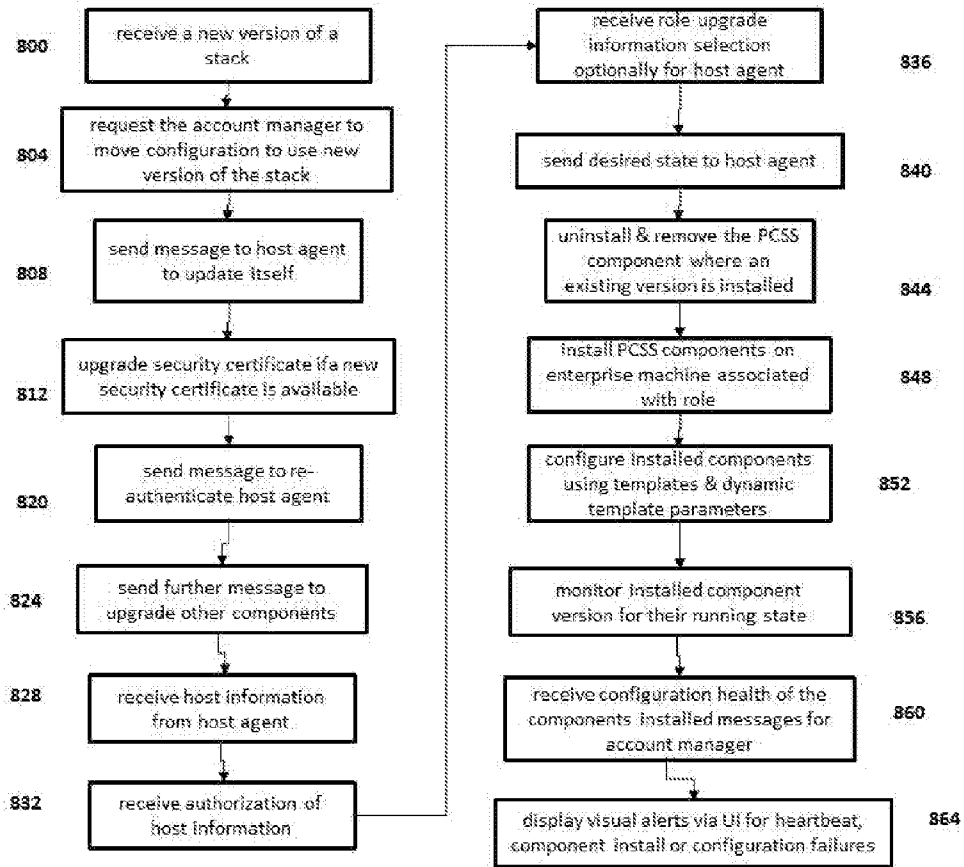 800
receive a new version of a
stack
804
request the account manager to
move configuration to use new
version of the stack
808
send message to host agent
to update itself
812
upgrade security certificate if a new
security certificate is available
820
send message to re-
authenticate host agent
824
send further message to
upgrade other components
828
receive host information
from host agent
832
receive authorization of
host information
receive role upgrade
information selection
optionally for host agent
836
send desired state to host agent
840
uninstall & remove the PCSS
component where an
existing version is installed
844
install PCSS components on
enterprise machine associated
with role
848
configure installed components
using templates & dynamic
template parameters
852
monitor installed component
version for their running state
856
receive configuration health of the
components installed messages for
account manager
860
display visual alerts via UI for heartbeat,
component install or configuration failures
864